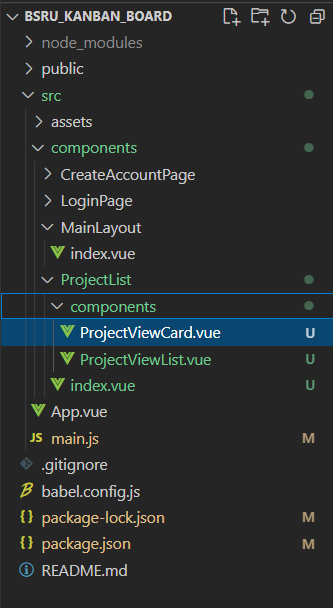 BSRU_KANBAN_BOARD
node_modules
public
src
assets
components
CreateAccountPage
LoginPage
MainLayout
index.vue
ProjectList
components
ProjectViewCard.vue U
ProjectViewList.vue U
index.vue U
App.vue
JS main.js M
.gitignore
babel.config.js
{} package-lock.json M
{} package.json M
README.md